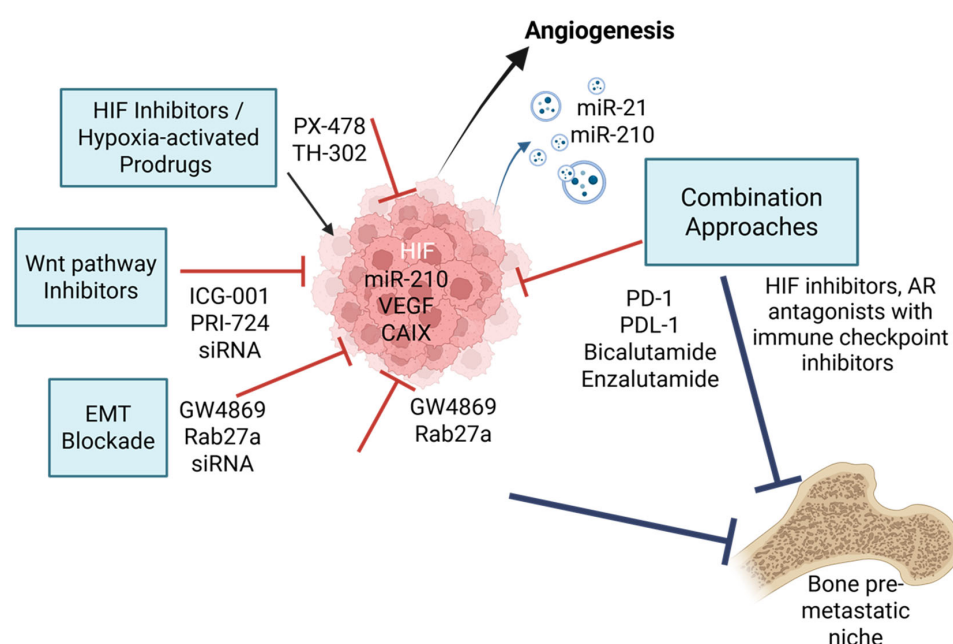 Angiogenesis
HIF Inhibitors /
Hypoxia-activated
Prodrugs
PX-478
TH-302
miR-21
miR-210
Combination
Approaches
Wnt pathway
Inhibitors
ICG-001
PRI-724
siRNA
HIF
miR-210
VEGF
CAIX
PD-1
PDL-1
Bicalutamide
Enzalutamide
HIF inhibitors, AR
antagonists with
immune checkpoint
inhibitors
EMT
Blockade
GW4869
Rab27a
siRNA
GW4869
Rab27a
Bone pre-
metastatic
niche